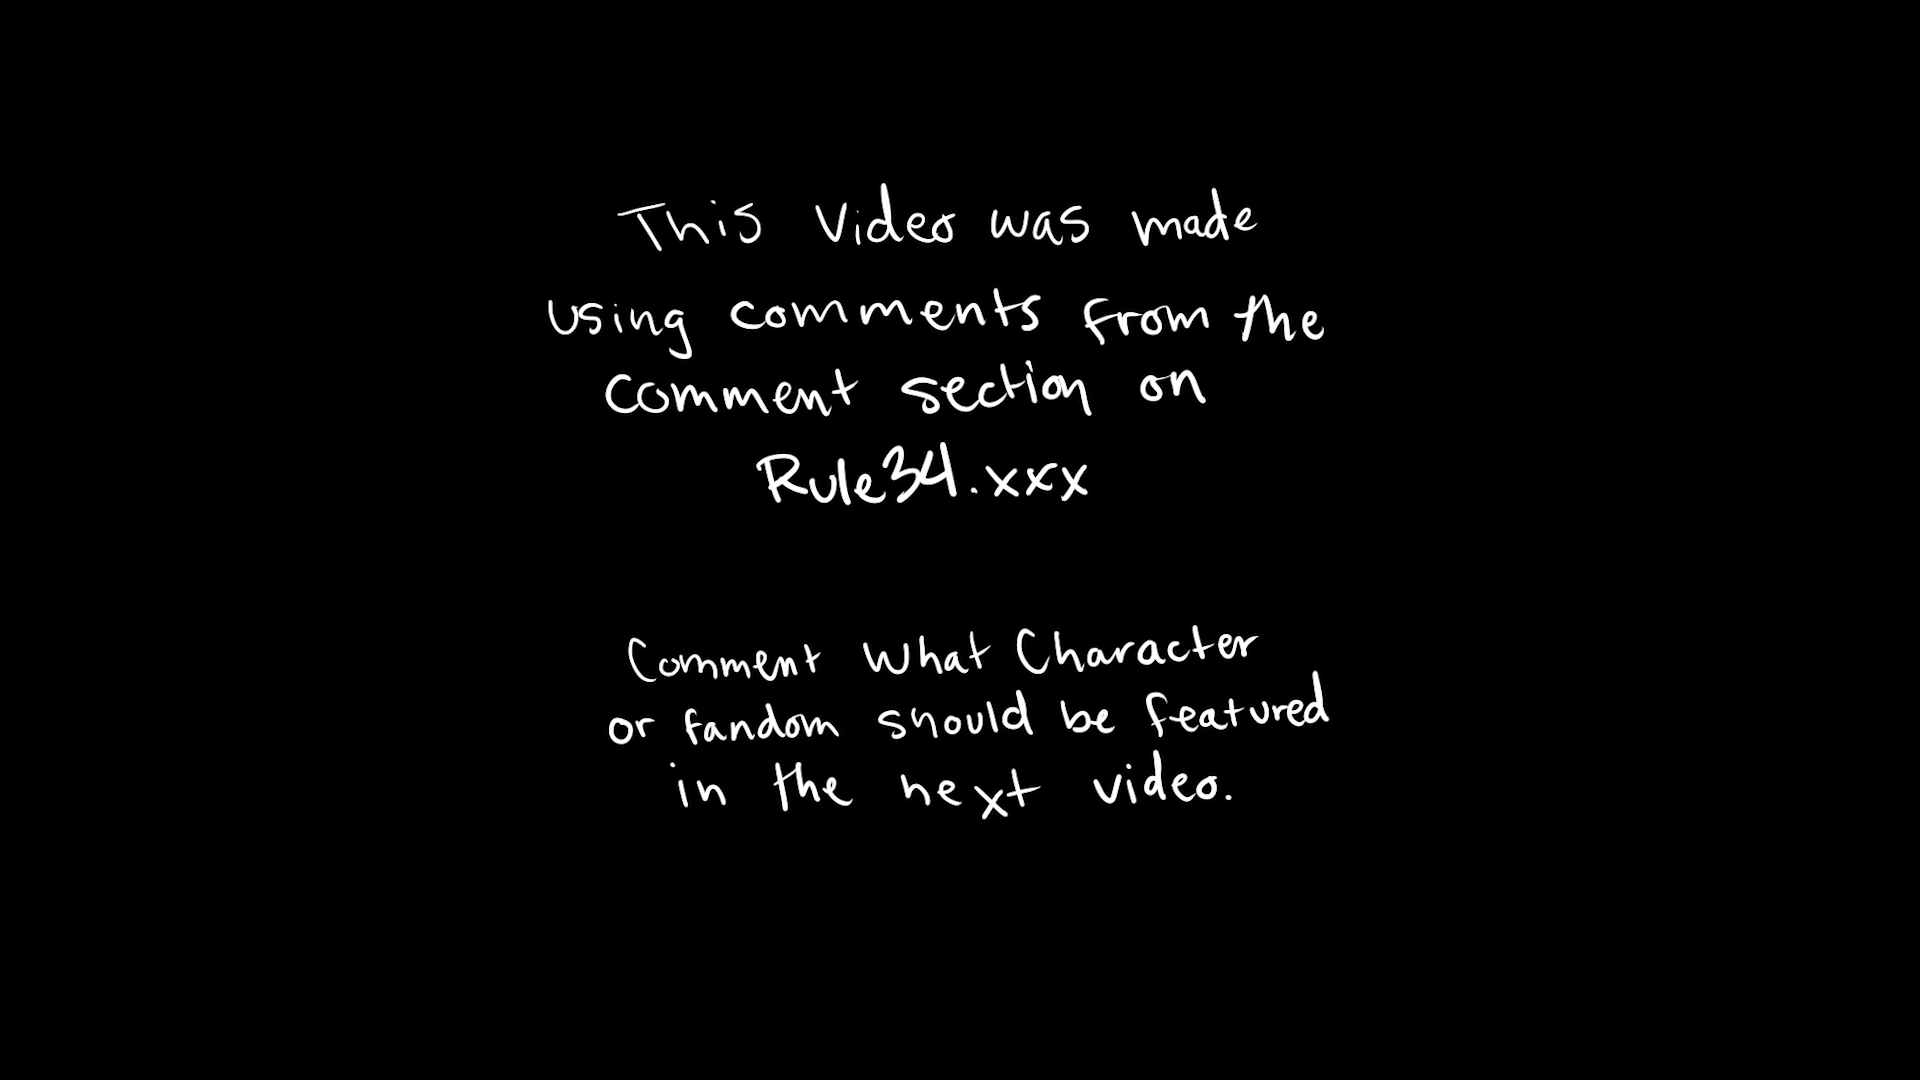 This Video was made
using comments from the
comment section on
Rule34.xxx
Comment What Character
or fandom should be featured
in the next video.